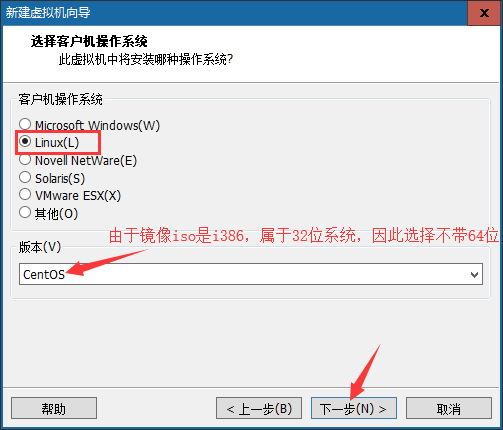 新建虚拟机向导
选择客户机操作系统
此虚拟机中将安装哪种操作系统?
客户机操作系统
Microsoft Windows(W)
Linux(L)
Novell NetWare(E)
Solaris(S)
VMware ESX(X)
其他(O)
由于镜像iso是i386，属于32位系统，因此选择不带64位
版本(V)
CentOS
帮助
< 上一步(B)
下一步(N) >
取消